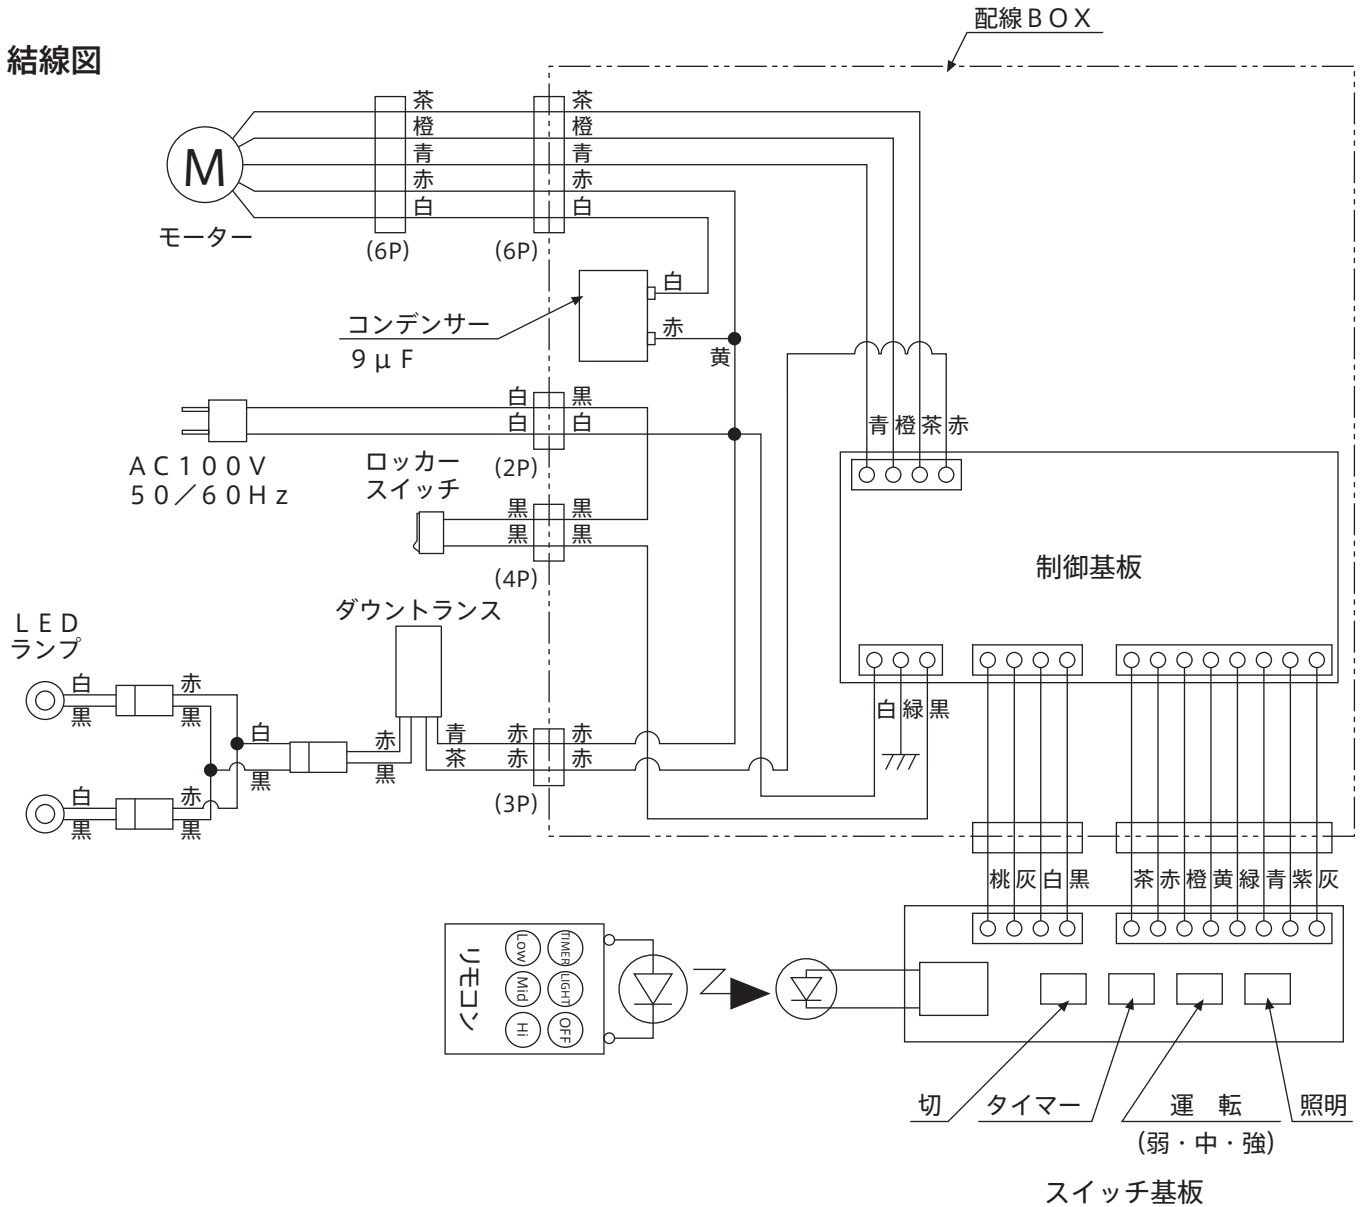 配線ＢＯＸ
結線図
茶 茶
橙 橙
青 青
赤 赤
白 白
M
モーター
(6P) (6P)
白
コンデンサー
赤
９μＦ
黄
白 黒
白 白
青 橙 茶 赤
ＡＣ１００Ｖ
５０／６０Ｈｚ
ロッカー
スイッチ
(2P)
黒 黒
黒 黒
(4P)
制御基板
ダウントランス
ＬＥＤ
ランプ
白 赤
黒 黒
白
黒
赤
黒
青 赤 赤
茶 赤 赤
(3P)
白 緑 黒
白 赤
黒 黒
桃 灰 白 黒
茶 赤 橙 黄 緑 青 紫 灰
リモコン
Low TIMER
Mid LIGHT
Hi OFF
切
タイマー
運　転
(弱・中・強)
照明
スイッチ基板